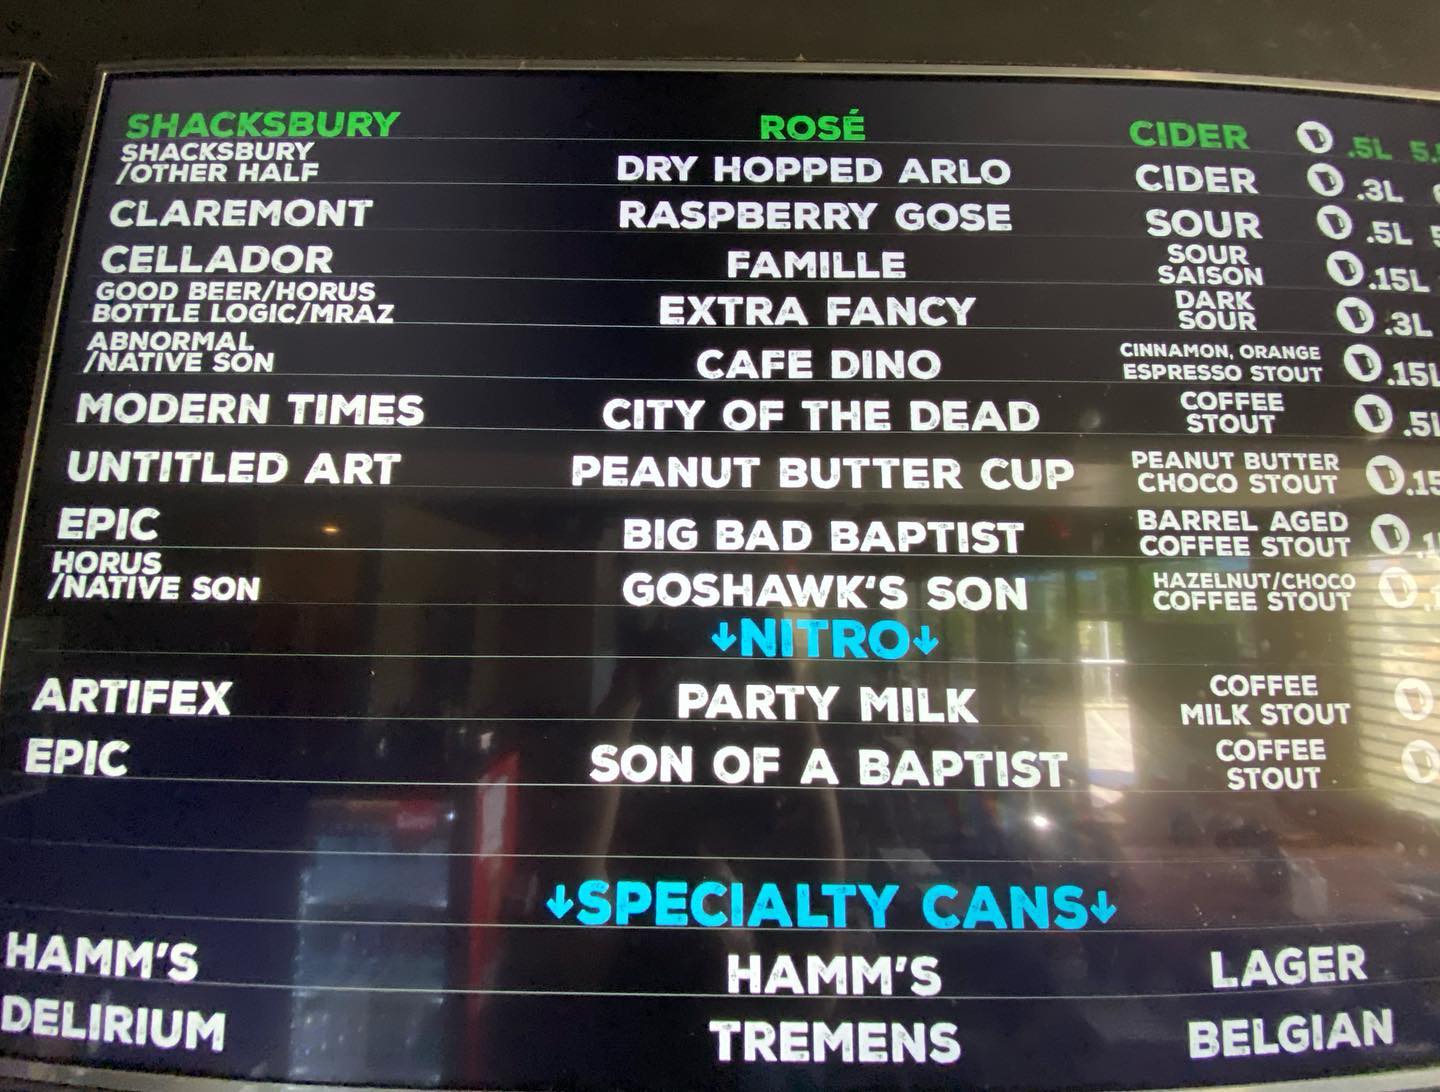 SHACKSBURY ROSÉ CIDER .5L
SHACKSBURY
/OTHER HALF DRY HOPPED ARLO CIDER .3L
CLAREMONT RASPBERRY GOSE SOUR .5L
CELLADOR FAMILLE SOUR
SAISON .15L
GOOD BEER/HORUS
BOTTLE LOGIC/MRAZ EXTRA FANCY DARK
SOUR .3L
ABNORMAL
/NATIVE SON CAFE DINO CINNAMON, ORANGE
ESPRESSO STOUT .15L
MODERN TIMES CITY OF THE DEAD COFFEE
STOUT .5L
UNTITLED ART PEANUT BUTTER CUP PEANUT BUTTER
CHOCO STOUT .15
EPIC BIG BAD BAPTIST BARREL AGED
COFFEE STOUT
HORUS
/NATIVE SON GOSHAWK'S SON HAZELNUT/CHOCO
COFFEE STOUT
↓NITRO↓
ARTIFEX PARTY MILK COFFEE
MILK STOUT
EPIC SON OF A BAPTIST COFFEE
STOUT
↓SPECIALTY CANS↓
HAMM'S HAMM'S LAGER
DELIRIUM TREMENS BELGIAN